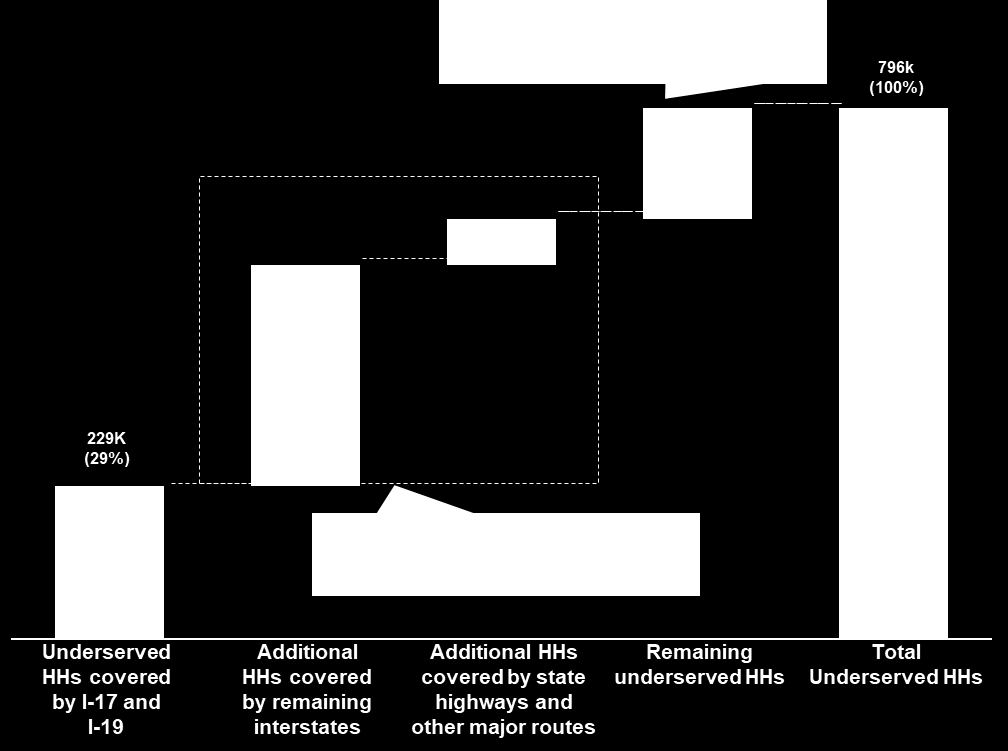 796k
(100%)
229K
(29%)
Underserved
HHs covered
by I-17 and
I-19
Additional
HHs covered
by remaining
interstates
Additional HHs
covered by state
highways and
other major routes
Remaining
underserved HHs
Total
Underserved HHs